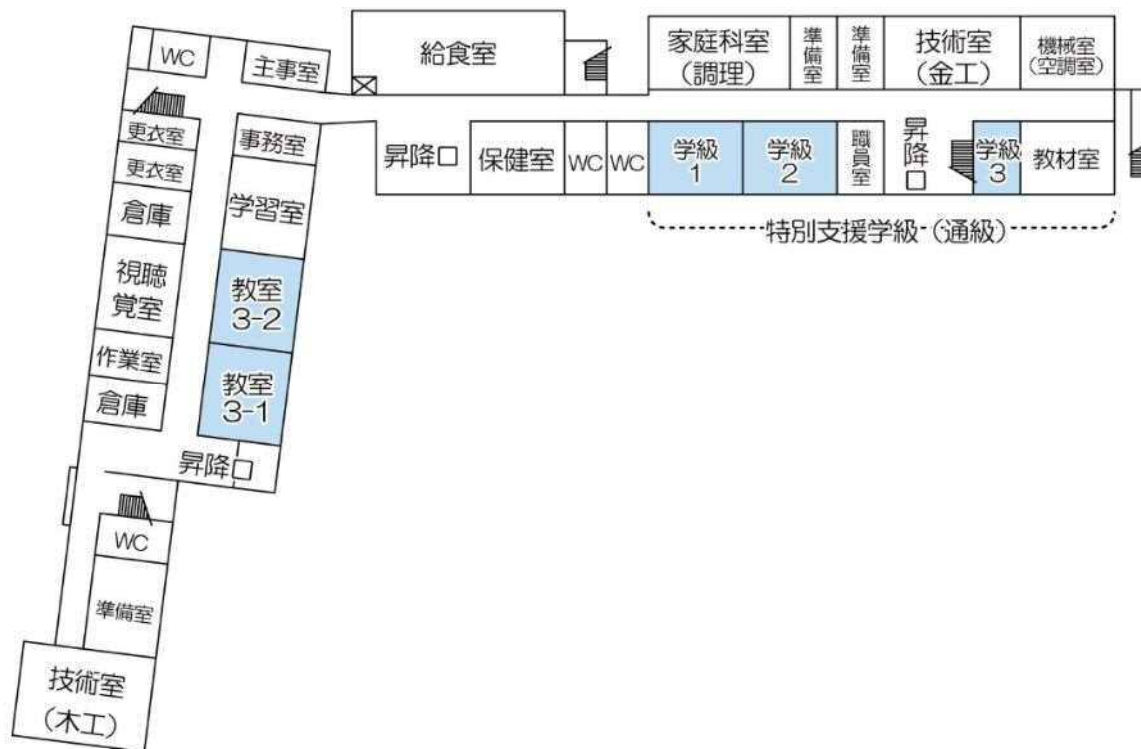 WC
主事室
給食室
家庭科室
（調理）
準備室
準備室
技術室
（金工）
機械室
（空調室）
更衣室
更衣室
倉庫
視聴
覚室
作業室
倉庫
事務室
学習室
教室
3-2
教室
3-1
昇降口
昇降口
保健室
WC
WC
学級
1
学級
2
職員室
昇降口
学級
3
教材室
特別支援学級（通級）
WC
準備室
技術室
（木工）